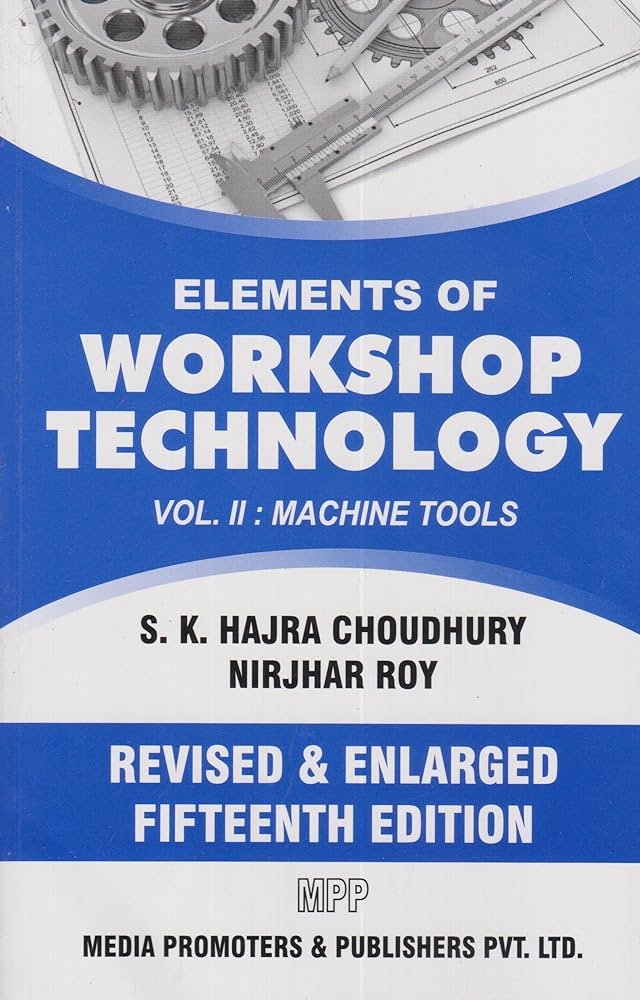 ELEMENTS OF
WORKSHOP
TECHNOLOGY
VOL. II : MACHINE TOOLS
S. K. HAJRA CHOUDHURY
NIRJHAR ROY
REVISED & ENLARGED
FIFTEENTH EDITION
MPP
MEDIA PROMOTERS & PUBLISHERS PVT. LTD.